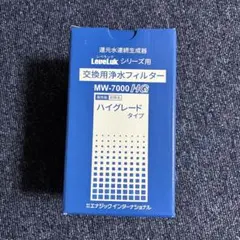 還元水連続生成器
LeveLuk シリーズ用
交換用浄水フィルター
MW-7000 HG
ハイグレード
タイプ
エナジックインターナショナル